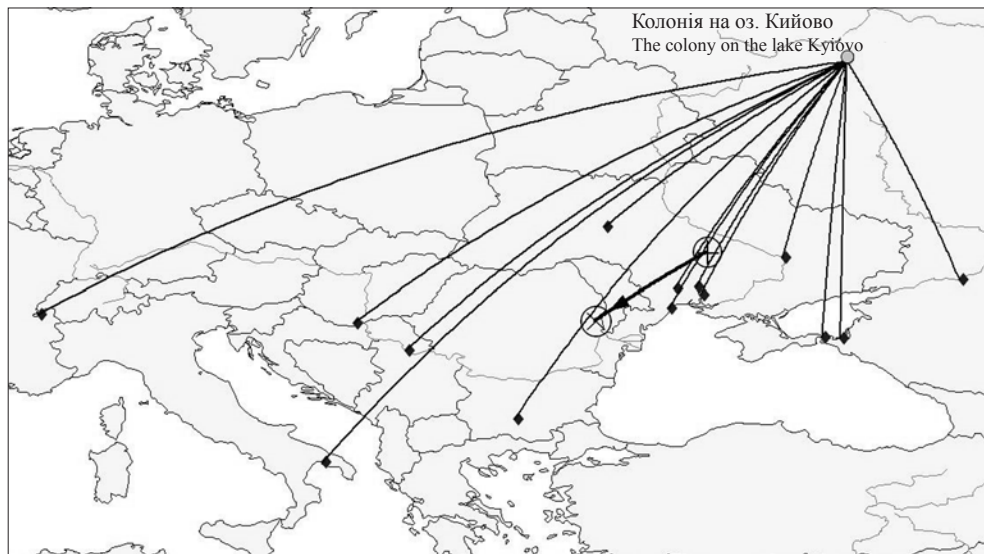 Колонія на оз. Кийово
The colony on the lake Kyiovo